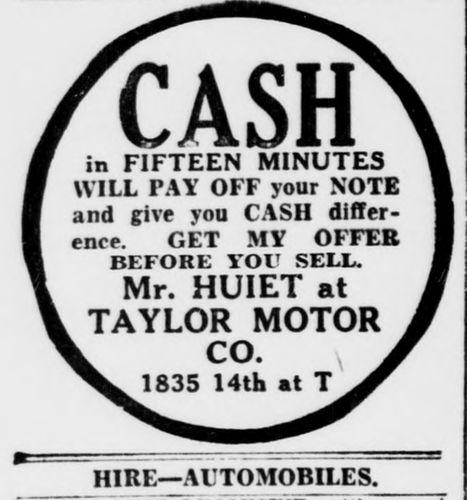 CASH
in FIFTEEN MINUTES
WILL PAY OFF your NOTE
and give you CASH differ-
ence. GET MY OFFER
BEFORE YOU SELL.
Mr. HUIET at
TAYLOR MOTOR
CO.
1835 14th at T
HIRE—AUTOMOBILES.